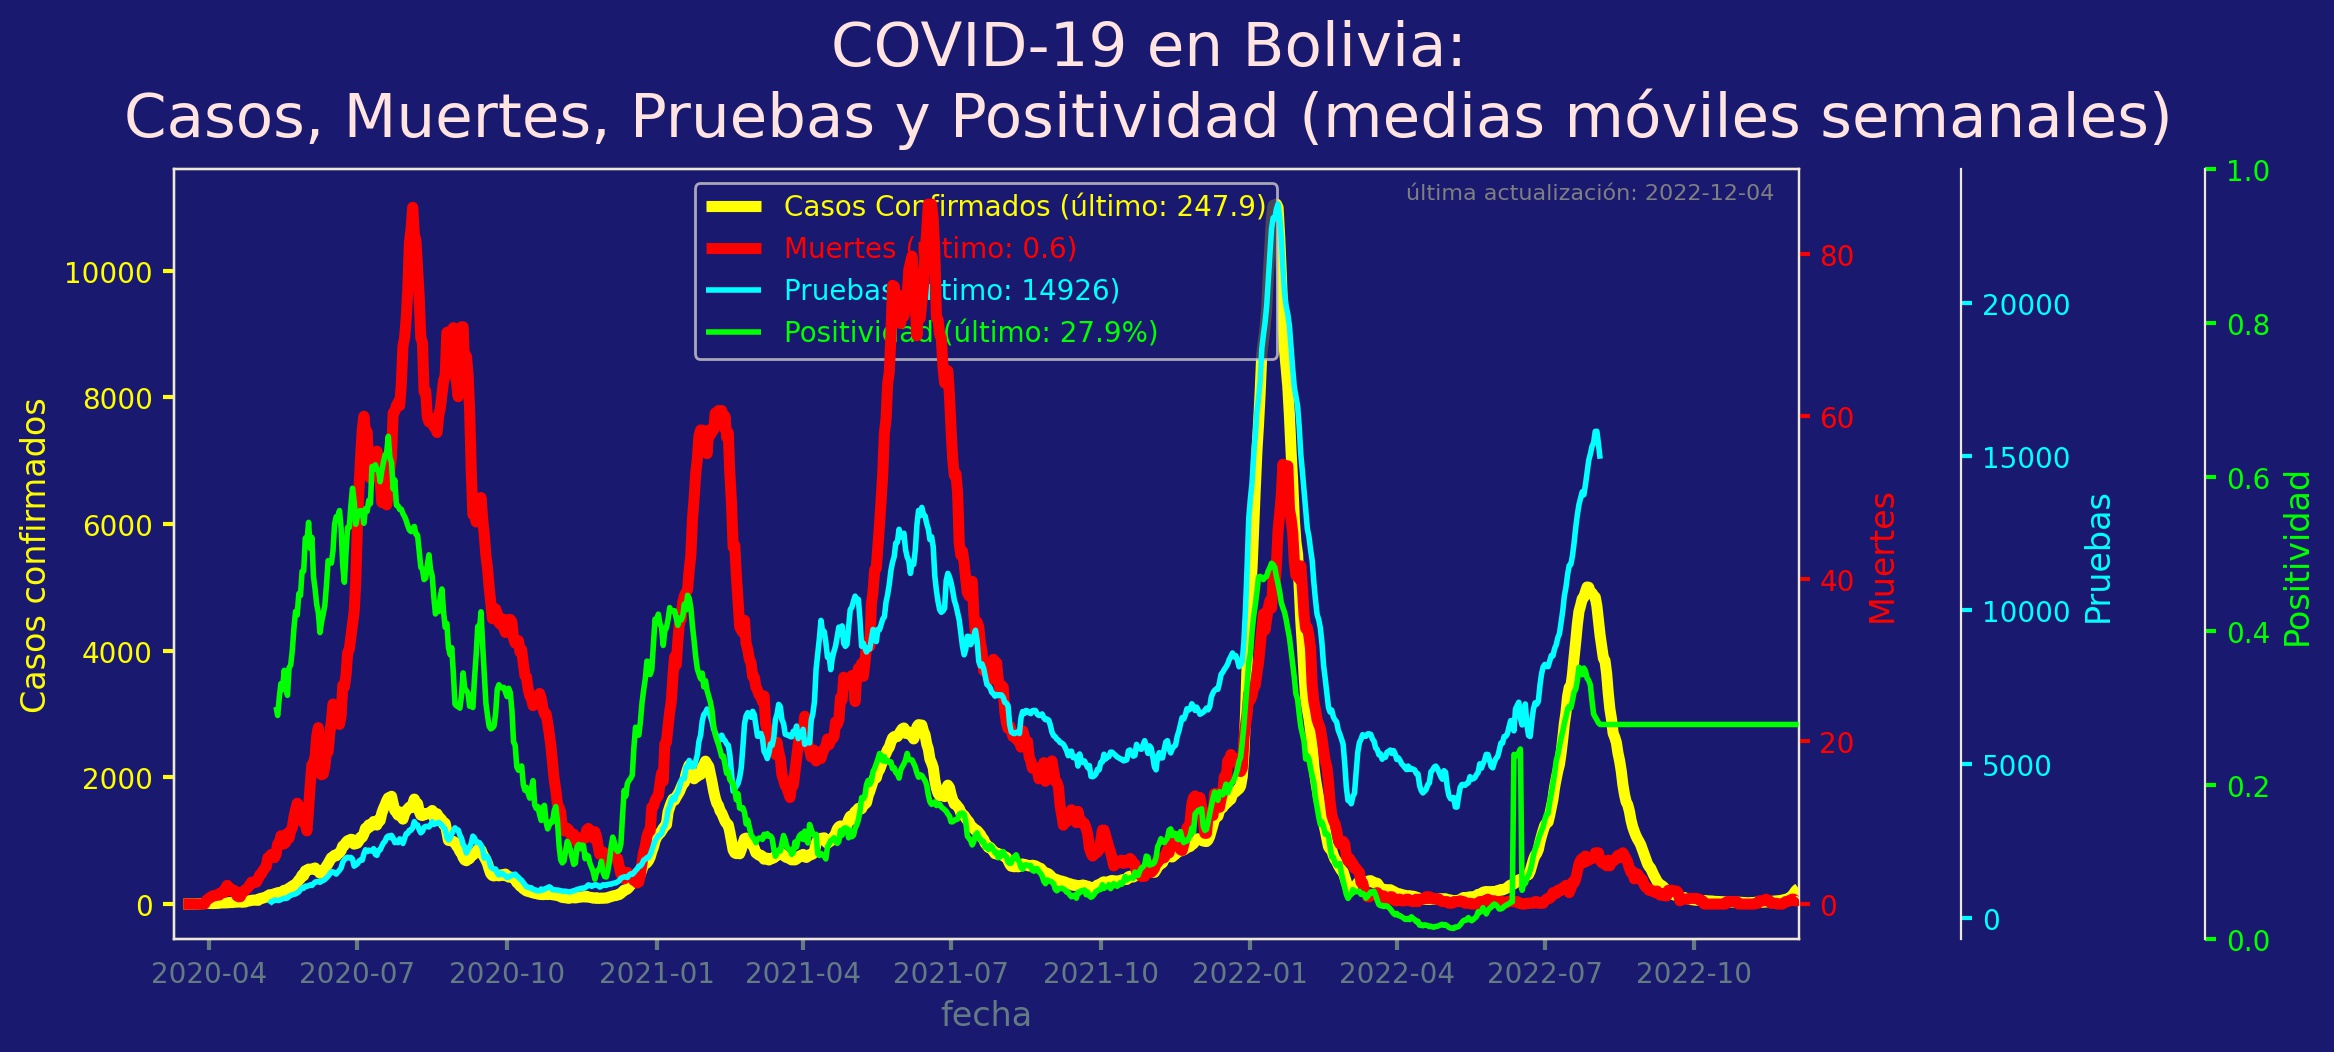 COVID-19 en Bolivia:
Casos, Muertes, Pruebas y Positividad (medias móviles semanales)
última actualización: 2022-12-04
Casos Confirmados (último: 247.9)
Muertes (último: 0.6)
Pruebas (último: 14926)
Positividad (último: 27.9%)
Casos confirmados
10000
8000
6000
4000
2000
0
Muertes
80
60
40
20
0
Pruebas
20000
15000
10000
5000
0
Positividad
1.0
0.8
0.6
0.4
0.2
0.0
2020-04 2020-07 2020-10 2021-01 2021-04 2021-07 2021-10 2022-01 2022-04 2022-07 2022-10
fecha